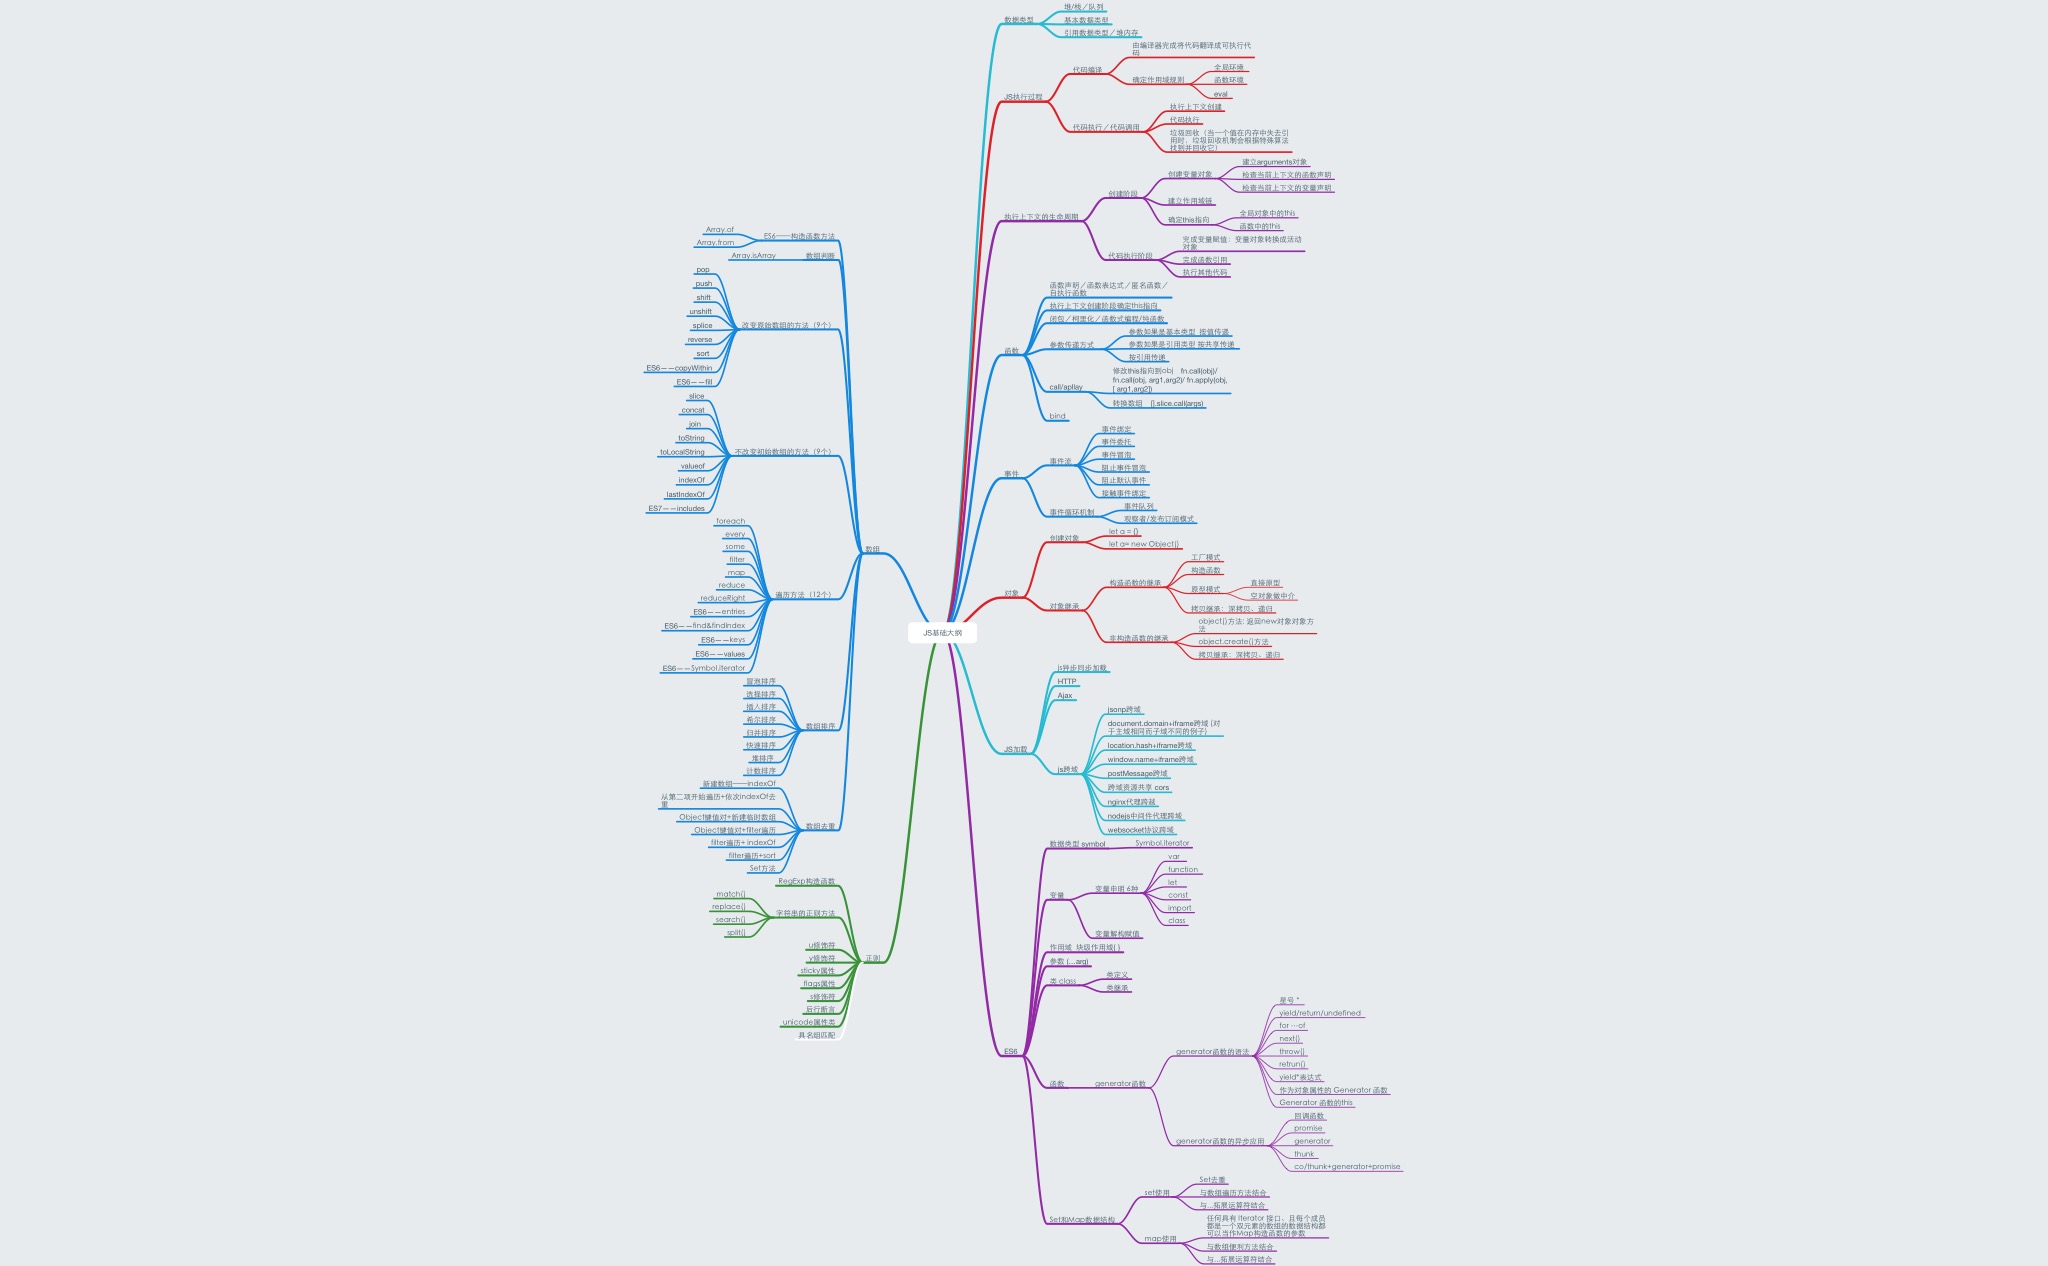 JS基础大纲
数据类型
堆/栈／队列
基本数据类型
引用数据类型／堆内存
JS执行过程
代码编译
由编译器完成将代码翻译成可执行代
码
确定作用域规则
全局环境
函数环境
eval
代码执行／代码调用
执行上下文创建
代码执行
垃圾回收（当一个值在内存中失去引
用时，垃圾回收机制会根据特殊算法
找到并回收它）
执行上下文的生命周期
创建阶段
创建变量对象
建立arguments对象
检查当前上下文的函数声明
检查当前上下文的变量声明
建立作用域链
确定this指向
全局对象中的this
函数中的this
代码执行阶段
完成变量赋值：变量对象转换成活动
对象
完成函数引用
执行其他代码
函数
函数声明／函数表达式／匿名函数／
自执行函数
执行上下文创建阶段确定this指向
闭包／柯里化／函数式编程/纯函数
参数传递方式
参数如果是基本类型 按值传递
参数如果是引用类型 按共享传递
按引用传递
call/apllay
修改this指向到obj fn.call(obj)/
fn.call(obj, arg1,arg2)/ fn.apply(obj,
[ arg1,arg2])
转换数组 [].slice.call(args)
bind
事件
事件流
事件绑定
事件委托
事件冒泡
阻止事件冒泡
阻止默认事件
接触事件绑定
事件循环机制
事件队列
观察者/发布订阅模式
对象
创建对象
let a = {}
let a= new Object()
对象继承
构造函数的继承
工厂模式
构造函数
原型模式
直接原型
空对象做中介
拷贝继承：深拷贝、递归
非构造函数的继承
object()方法: 返回new对象对象方
法
object.create()方法
拷贝继承：深拷贝、递归
JS加载
js异步同步加载
HTTP
Ajax
js跨域
jsonp跨域
document.domain+iframe跨域 (对
于主域相同而子域不同的例子)
location.hash+iframe跨域
window.name+iframe跨域
postMessage跨域
跨域资源共享 cors
nginx代理跨越
nodejs中间件代理跨域
websocket协议跨域
ES6
数据类型 symbol
Symbol.iterator
变量
变量申明 6种
var
function
let
const
import
class
变量解构赋值
作用域 块级作用域{ }
参数 (...arg)
类 class
类定义
类继承
函数
generator函数
generator函数的语法
星号 *
yield/return/undefined
for ···of
next()
throw()
retrun()
yield*表达式
作为对象属性的 Generator 函数
Generator 函数的this
generator函数的异步应用
回调函数
promise
generator
thunk
co/thunk+generator+promise
Set和Map数据结构
set使用
Set去重
与数组遍历方法结合
与...拓展运算符结合
map使用
任何具有 Iterator 接口、且每个成员
都是一个双元素的数组的数据结构都
可以当作Map构造函数的参数
与数组便利方法结合
与...拓展运算符结合
数组
ES6——构造函数方法
Array.of
Array.from
数组判断
Array.isArray
改变原始数组的方法（9个）
pop
push
shift
unshift
splice
reverse
sort
ES6——copyWithin
ES6——fill
不改变初始数组的方法（9个）
slice
concat
join
toString
toLocalString
valueof
indexOf
lastIndexOf
ES7——includes
遍历方法（12个）
foreach
every
some
filter
map
reduce
reduceRight
ES6——entries
ES6——find&findIndex
ES6——keys
ES6——values
ES6——Symbol.iterator
数组排序
冒泡排序
选择排序
插入排序
希尔排序
归并排序
快速排序
堆排序
计数排序
数组去重
新建数组——indexOf
从第二项开始遍历+依次indexOf去
重
Object键值对+新建临时数组
Object键值对+filter遍历
filter遍历+ indexOf
filter遍历+sort
Set方法
正则
RegExp构造函数
字符串的正则方法
match()
replace()
search()
split()
u修饰符
y修饰符
sticky属性
flags属性
s修饰符
后行断言
unicode属性类
具名组匹配